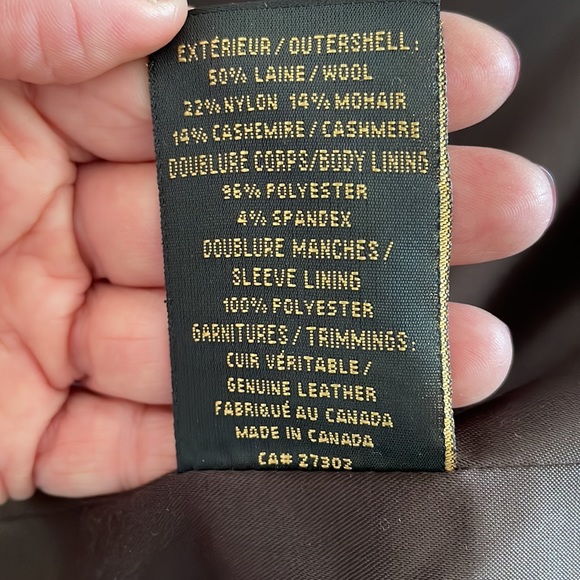 EXTÉRIEUR/OUTERSHELL:
50% LAINE/WOOL
22% NYLON 14% MOHAIR
14% CASHEMIRE/CASHMERE
DOUBLURE CORPS/BODY LINING
96% POLYESTER
4% SPANDEX
DOUBLURE MANCHES/
SLEEVE LINING
100% POLYESTER
GARNITURES/TRIMMINGS:
CUIR VÉRITABLE/
GENUINE LEATHER
FABRIQUÉ AU CANADA
MADE IN CANADA
CA# 27302